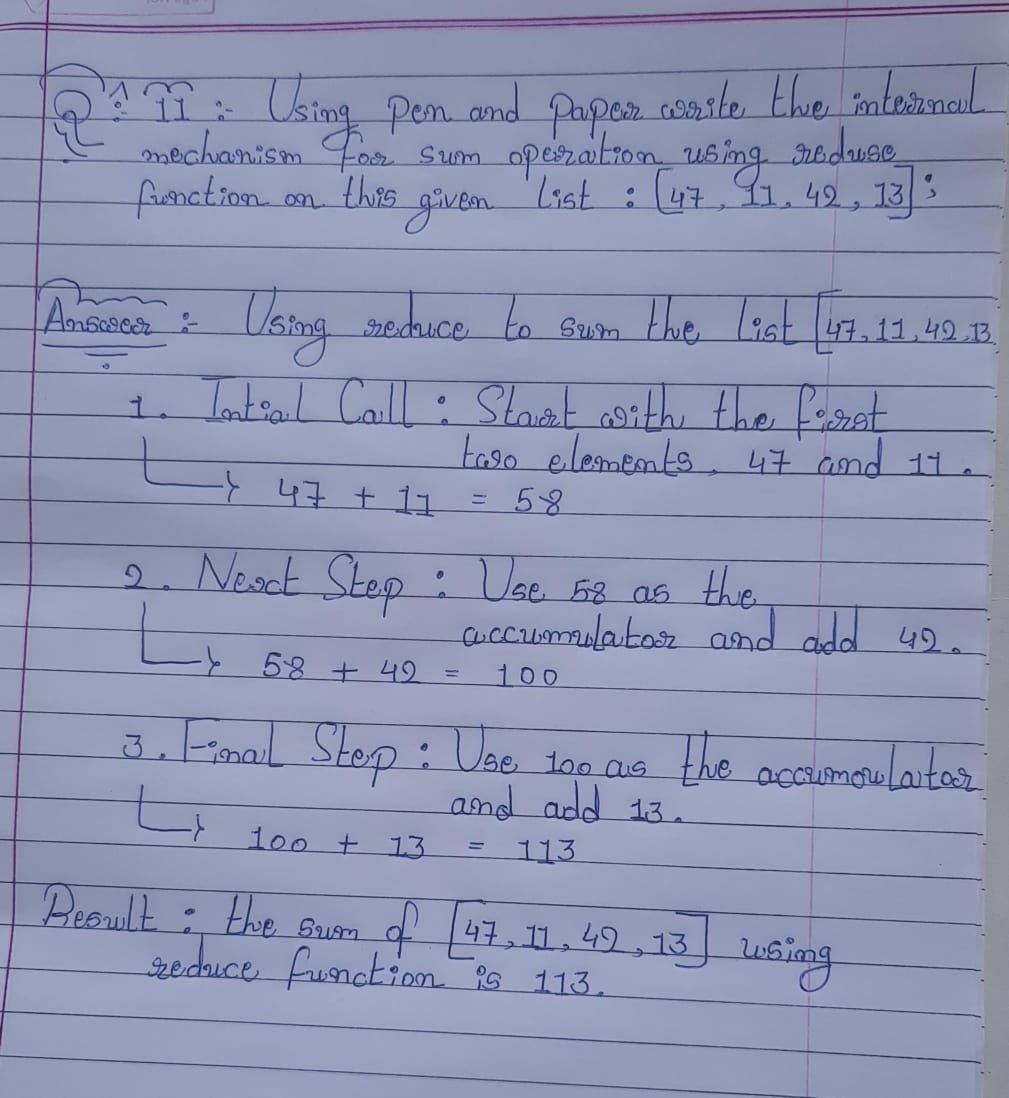 Q: 11 :- Using Pen and Paper write the internal
mechanism for sum operation using reduse
function on this given list : [47, 11, 42, 13];
Answer :- Using reduce to sum the list [47, 11, 42, 13
1. Intial Call : Start with the first
two elements, 47 and 11.
47 + 11 = 58
2. Next Step : Use 58 as the
accumulator and add 42.
58 + 42 = 100
3. Final Step : Use 100 as the accumoulator
and add 13.
100 + 13 = 113
Result : the sum of [47, 11, 42, 13] using
reduce function is 113.